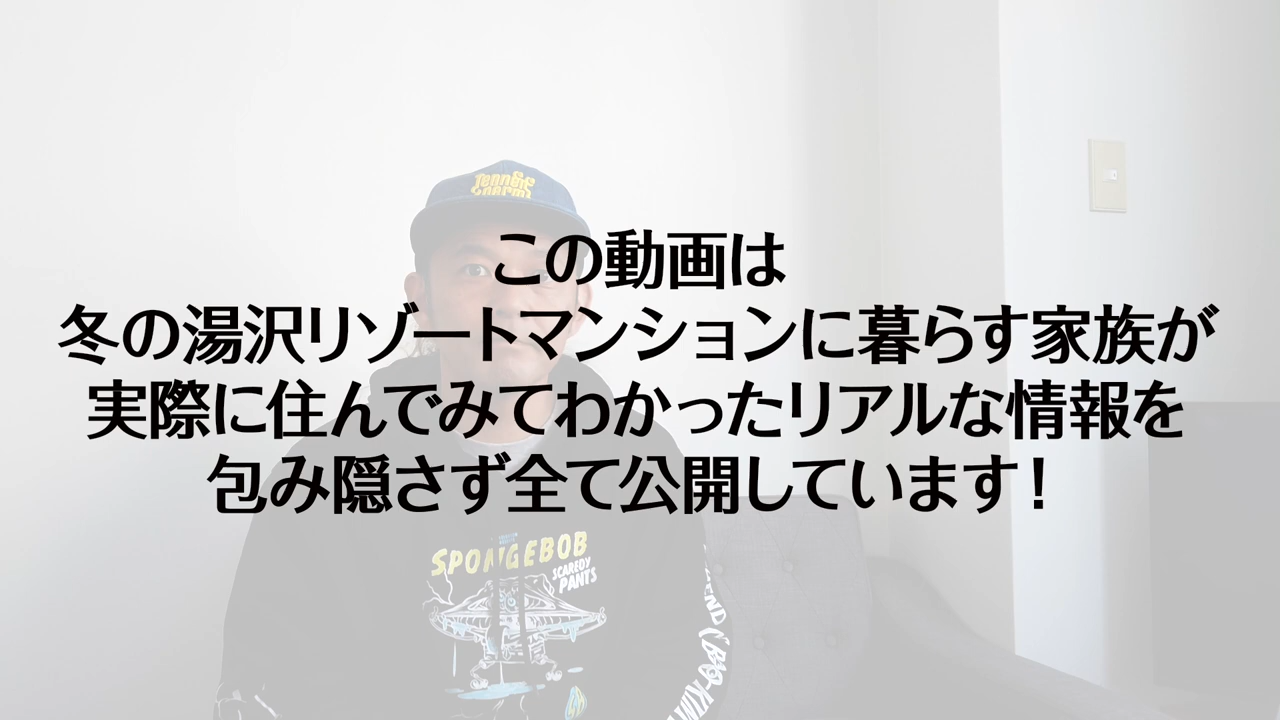 この動画は
冬の湯沢リゾートマンションに暮らす家族が
実際に住んでみてわかったリアルな情報を
包み隠さず全て公開しています!
SPONGEBOB
SCAREDY
PANTS